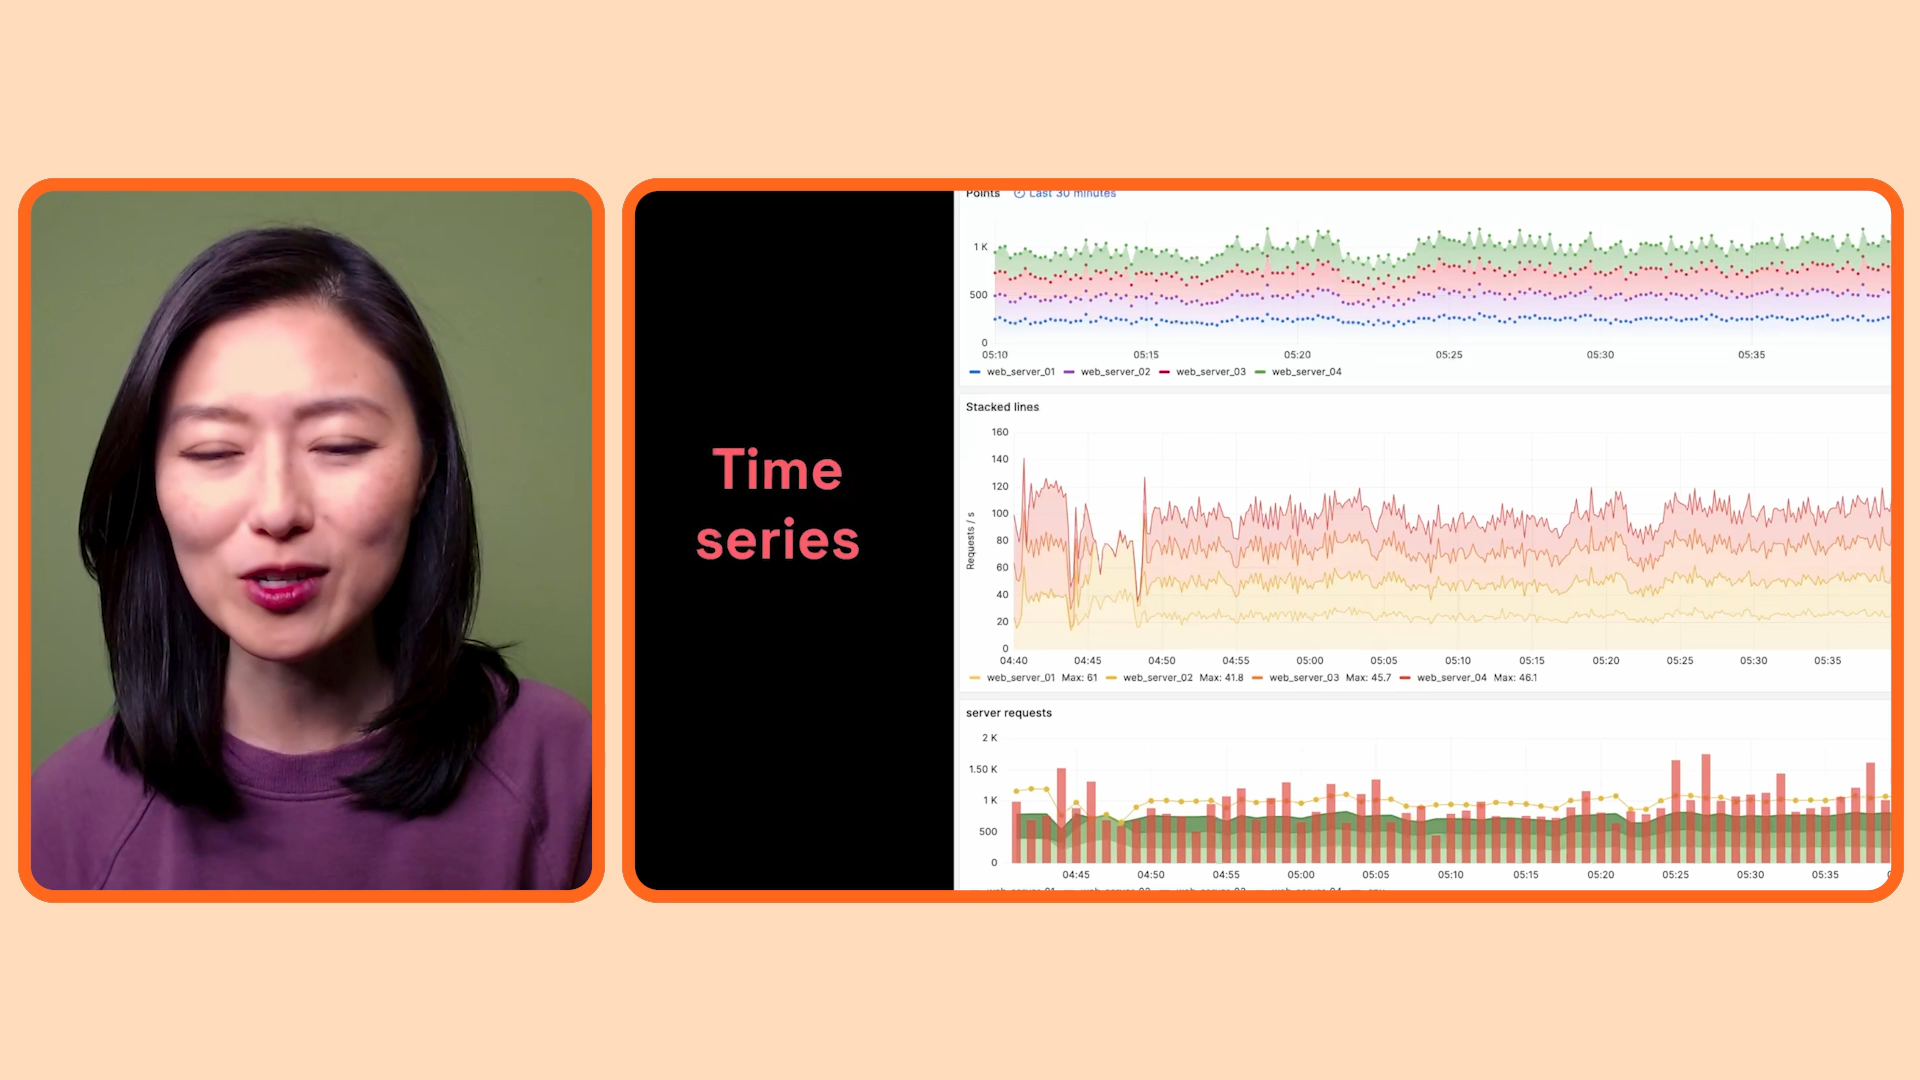 Time
series
Points Last 30 minutes
1 K
500
0
05:10 05:15 05:20 05:25 05:30 05:35
web_server_01 web_server_02 web_server_03 web_server_04
Stacked lines
160
140
120
100
80
60
40
20
0
Requests / s
04:40 04:45 04:50 04:55 05:00 05:05 05:10 05:15 05:20 05:25 05:30 05:35
web_server_01 Max: 61 web_server_02 Max: 41.8 web_server_03 Max: 45.7 web_server_04 Max: 46.1
server requests
2 K
1.50 K
1 K
500
0
04:45 04:50 04:55 05:00 05:05 05:10 05:15 05:20 05:25 05:30 05:35